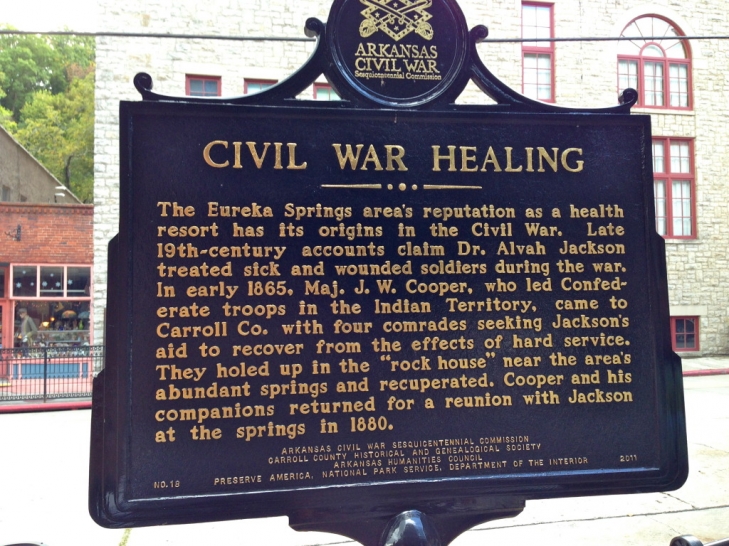 ARKANSAS
CIVIL WAR
Sesquicentennial Commission
CIVIL WAR HEALING
The Eureka Springs area's reputation as a health
resort has its origins in the Civil War. Late
19th-century accounts claim Dr. Alvah Jackson
treated sick and wounded soldiers during the war.
In early 1865, Maj. J. W. Cooper, who led Confed-
erate troops in the Indian Territory, came to
Carroll Co. with four comrades seeking Jackson's
aid to recover from the effects of hard service.
They holed up in the "rock house" near the area's
abundant springs and recuperated. Cooper and his
companions returned for a reunion with Jackson
at the springs in 1880.
ARKANSAS CIVIL WAR SESQUICENTENNIAL COMMISSION
CARROLL COUNTY HISTORICAL AND GENEALOGICAL SOCIETY
ARKANSAS HUMANITIES COUNCIL
NO.18 PRESERVE AMERICA, NATIONAL PARK SERVICE, DEPARTMENT OF THE INTERIOR 2011